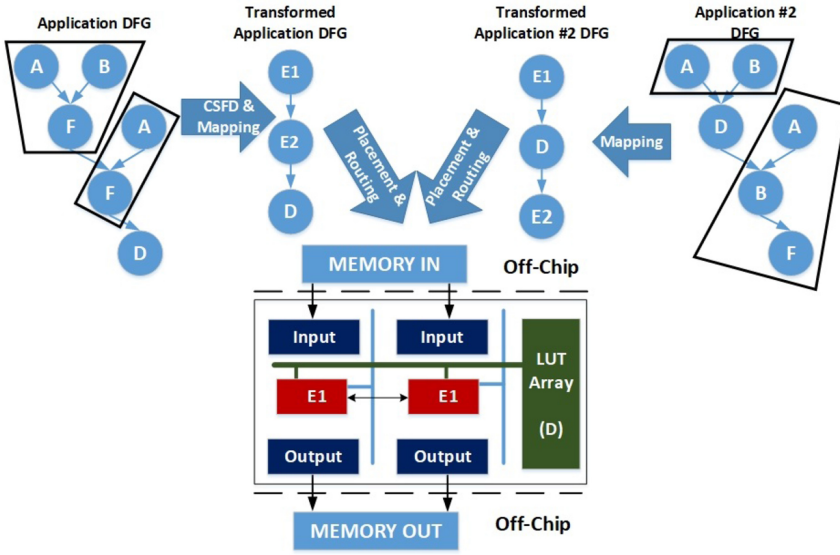 Application DFG
A
B
F
A
F
D
CSFD &
Mapping
Transformed
Application DFG
E1
E2
D
Placement &
Routing
Transformed
Application #2 DFG
E1
D
E2
Placement &
Routing
Mapping
Application #2
DFG
A
B
D
A
B
F
MEMORY IN
Off-Chip
Input
Input
E1
E1
LUT
Array
(D)
Output
Output
MEMORY OUT
Off-Chip